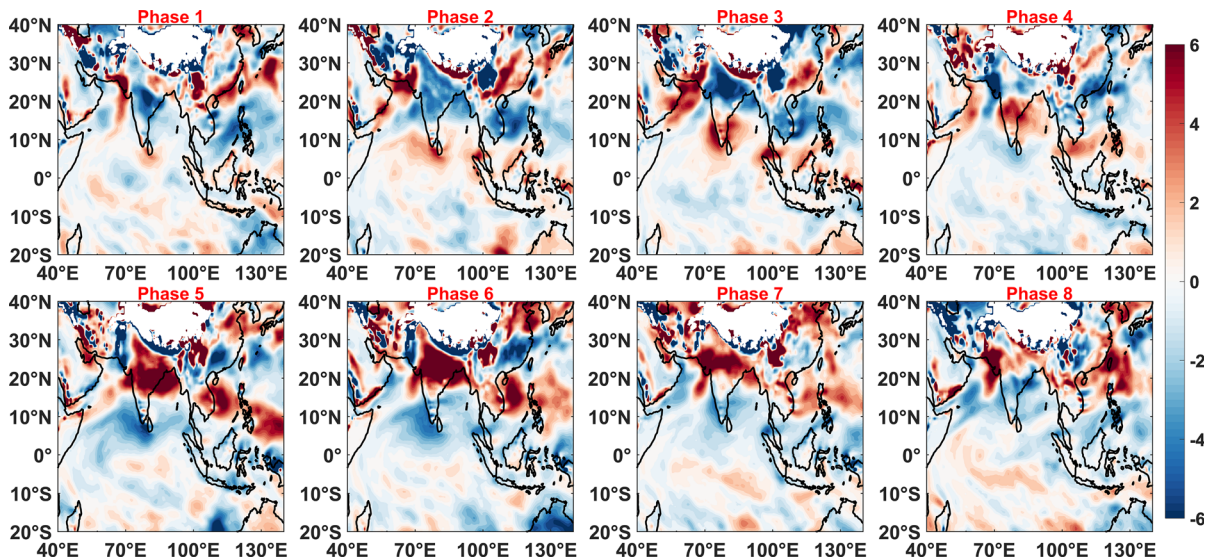 Phase 1 Phase 2 Phase 3 Phase 4
40°N 40°N 40°N 40°N 6
30°N 30°N 30°N 30°N
20°N 20°N 20°N 20°N 4
10°N 10°N 10°N 10°N
0° 0° 0° 0°
10°S 10°S 10°S 10°S 2
20°S 20°S 20°S 20°S
40°E 70°E 100°E 130°E 40°E 70°E 100°E 130°E 40°E 70°E 100°E 130°E 40°E 70°E 100°E 130°E
0
Phase 5 Phase 6 Phase 7 Phase 8
40°N 40°N 40°N 40°N
30°N 30°N 30°N 30°N -2
20°N 20°N 20°N 20°N
10°N 10°N 10°N 10°N
0° 0° 0° 0° -4
10°S 10°S 10°S 10°S
20°S 20°S 20°S 20°S -6
40°E 70°E 100°E 130°E 40°E 70°E 100°E 130°E 40°E 70°E 100°E 130°E 40°E 70°E 100°E 130°E